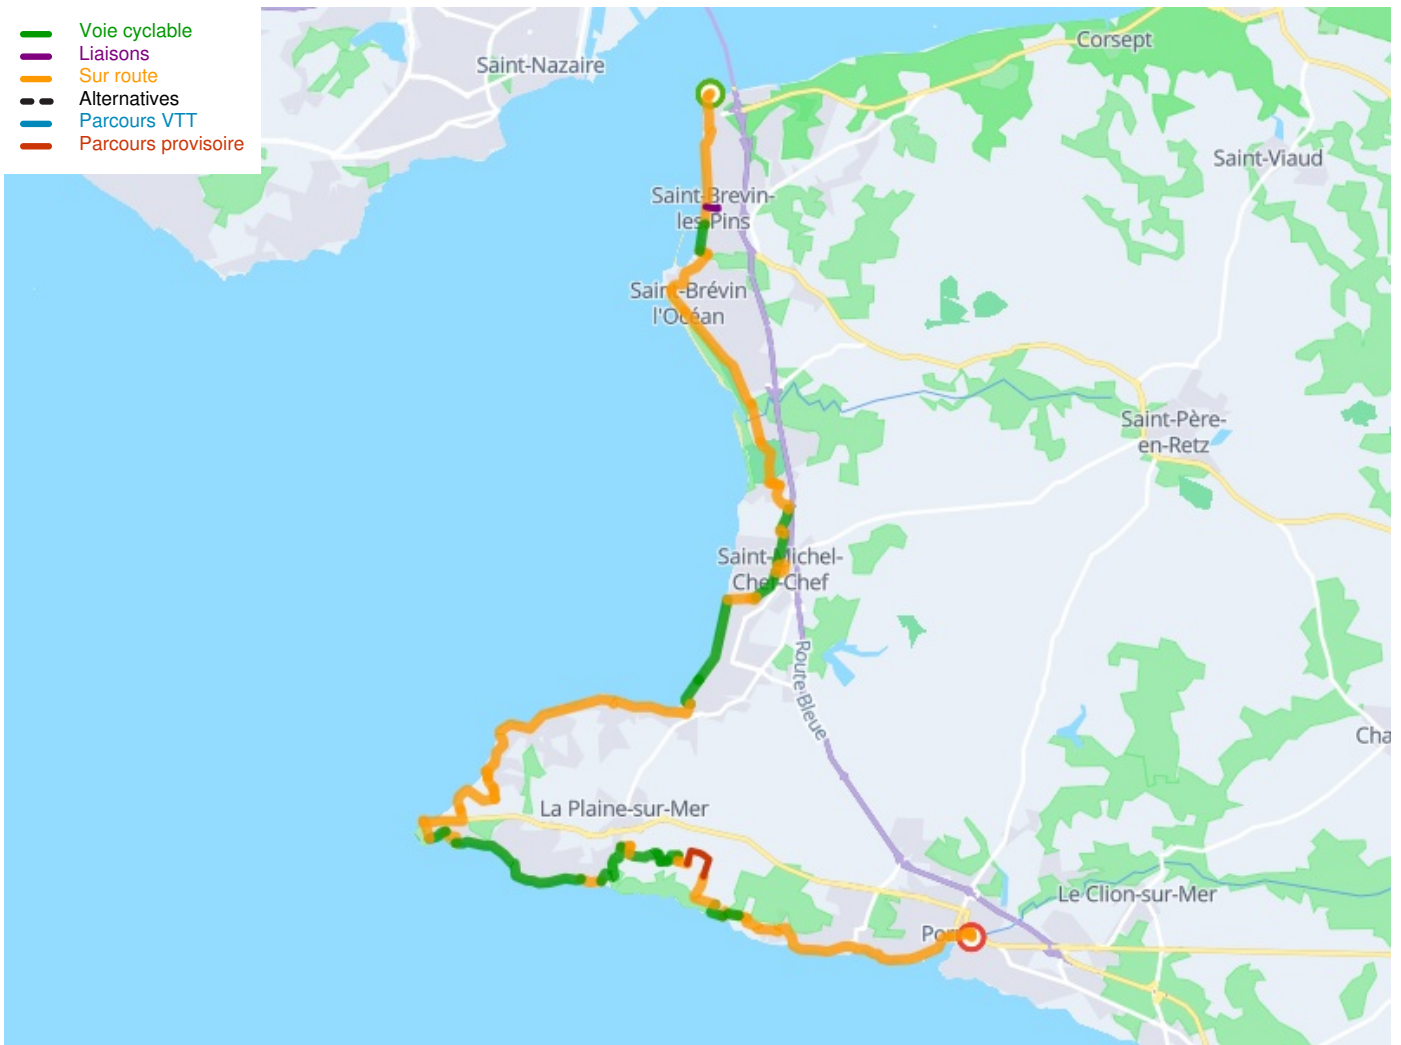 Voie cyclable
Liaisons
Sur route
Alternatives
Parcours VTT
Parcours provisoire
Saint-Nazaire
Corsept
Saint-Viaud
Saint-Brevin-
les-Pins
Saint-Brévin
l'Océan
Saint-Père-
en-Retz
Saint-Michel-
Chef-Chef
Route Bleue
Cha
La Plaine-sur-Mer
Le Clion-sur-Mer
Por